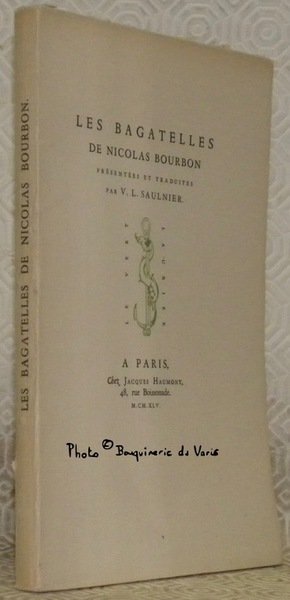 LES BAGATELLES DE NICOLAS BOURBON.
LES BAGATELLES
DE NICOLAS BOURBON
PRÉSENTÉES ET TRADUITES
PAR V. L. SAULNIER.
A PARIS,
Chez Jacques Haumont,
48, rue Boissonade.
M.CM.XLV.
Photo © Bouquinerie du Varis